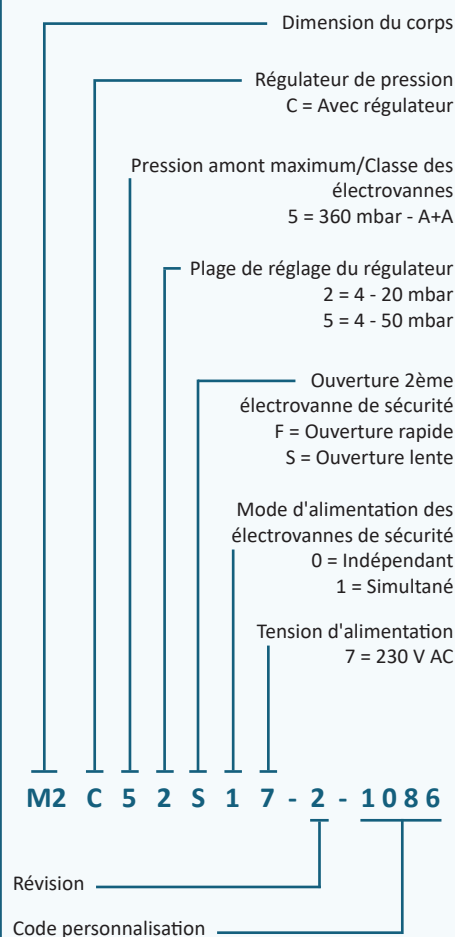 Dimension du corps
Régulateur de pression
C = Avec régulateur
Pression amont maximum/Classe des
électrovannes
5 = 360 mbar - A+A
Plage de réglage du régulateur
2 = 4 - 20 mbar
5 = 4 - 50 mbar
Ouverture 2ème
électrovanne de sécurité
F = Ouverture rapide
S = Ouverture lente
Mode d'alimentation des
électrovannes de sécurité
0 = Indépendant
1 = Simultané
Tension d'alimentation
7 = 230 V AC
M2 C 5 2 S 1 7 - 2 - 1086
Révision
Code personnalisation